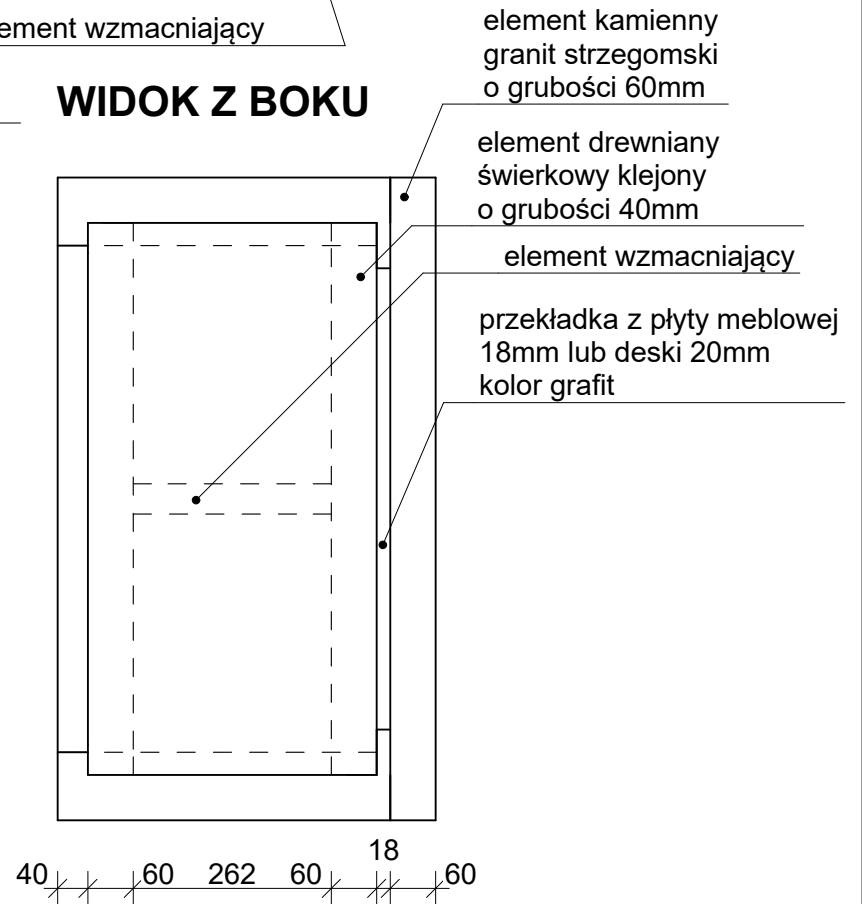 ement wzmacniający
WIDOK Z BOKU
element kamienny
granit strzegomski
o grubości 60mm
element drewniany
świerkowy klejony
o grubości 40mm
element wzmacniający
przekładka z płyty meblowej
18mm lub deski 20mm
kolor grafit
18
40 60 262 60 60